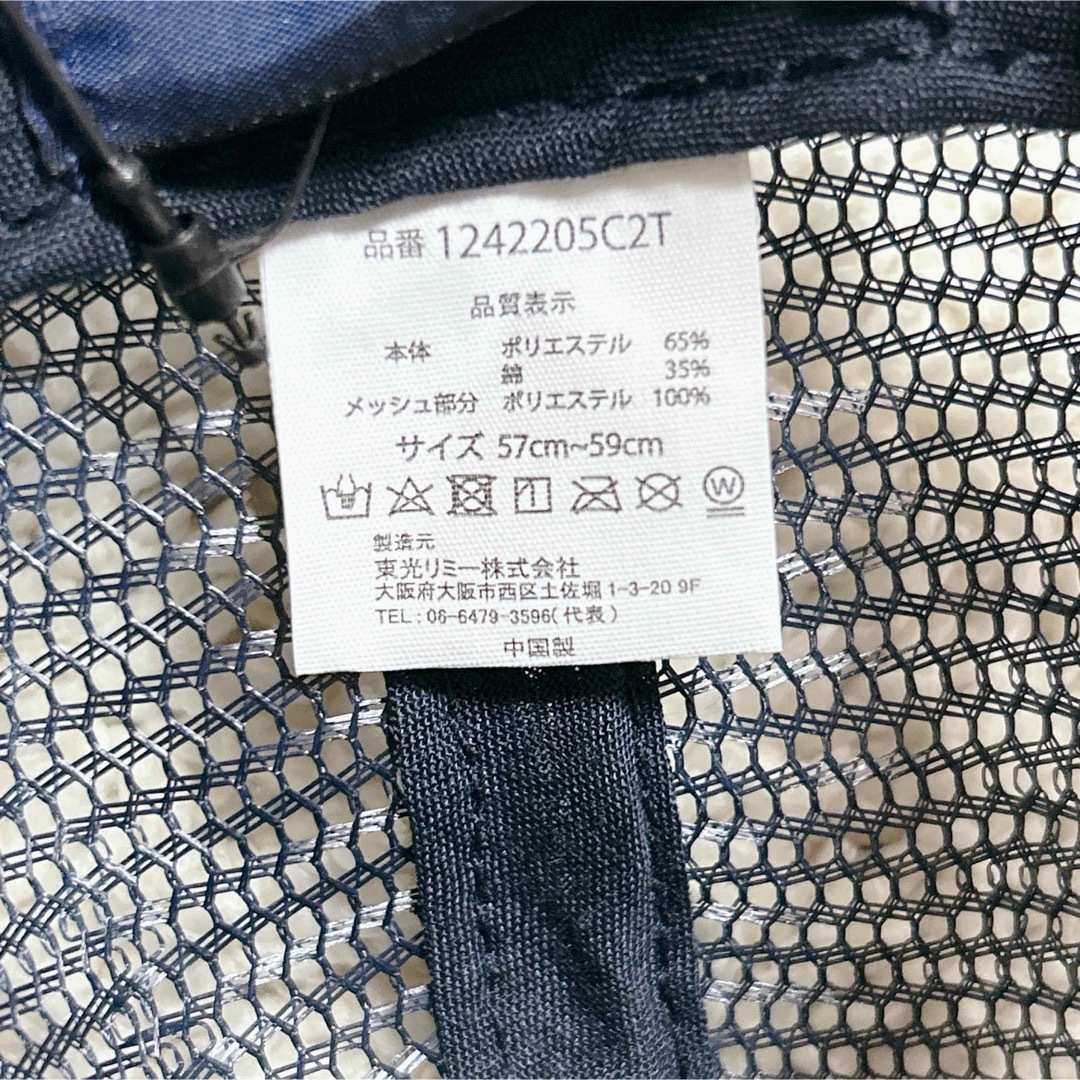 品番 1242205C2T
品質表示
本体 ポリエステル 65%
綿 35%
メッシュ部分 ポリエステル 100%
サイズ 57cm~59cm
W
製造元
東光リミー株式会社
大阪府大阪市西区土佐堀 1-3-20 9F
TEL : 06-6479-3596(代表)
中国製